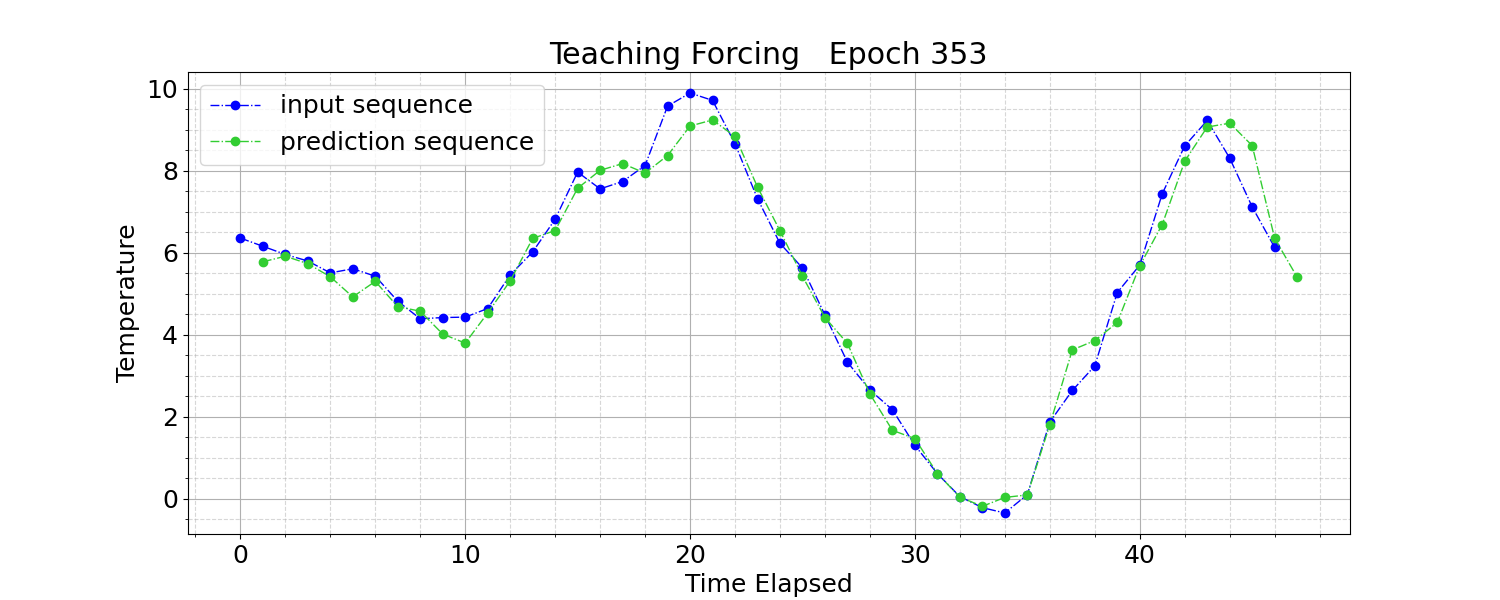 Teaching Forcing   Epoch 353
input sequence
prediction sequence
10
8
6
4
2
0
Temperature
0 10 20 30 40
Time Elapsed